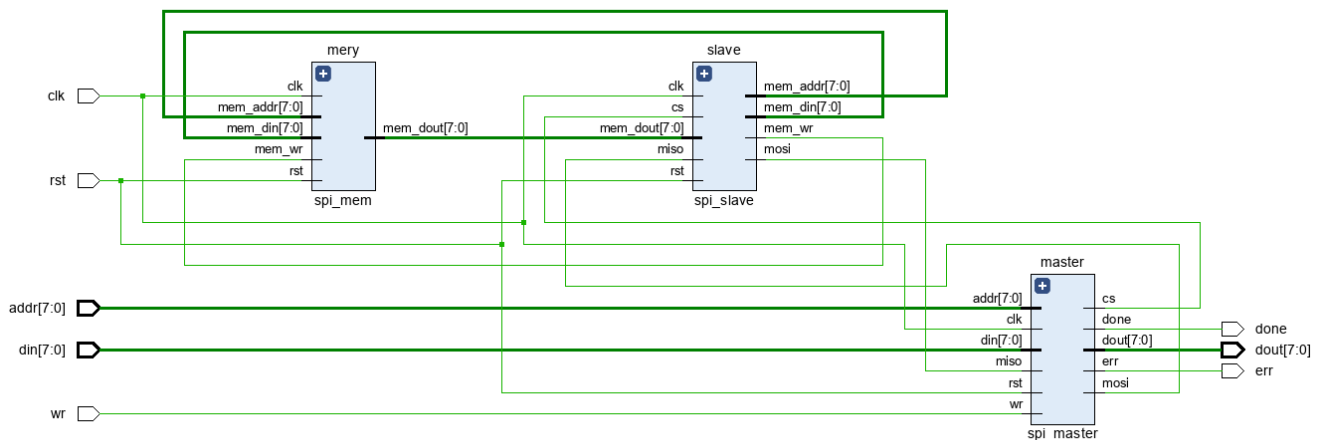 mery
slave
clk
clk
clk
mem_addr[7:0]
cs
mem_addr[7:0]
mem_din[7:0]
mem_din[7:0]
mem_dout[7:0]
mem_dout[7:0]
mem_wr
mem_wr
miso
mosi
rst
rst
rst
spi_mem
spi_slave
master
addr[7:0]
addr[7:0]
cs
clk
done
done
din[7:0]
din[7:0]
dout[7:0]
dout[7:0]
miso
err
err
rst
mosi
wr
wr
spi_master